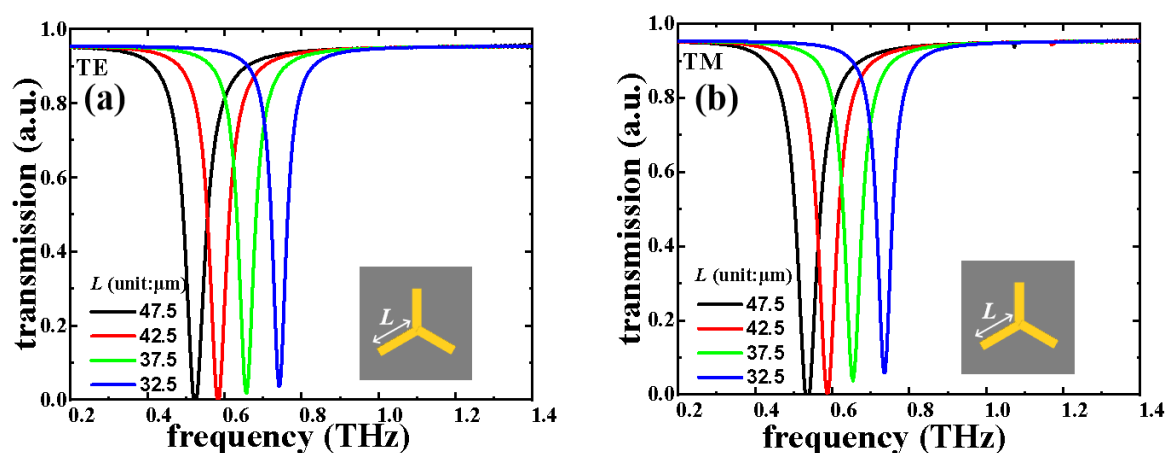 TE
(a)
transmission (a.u.)
1.0
0.8
0.6
0.4
0.2
0.0
L (unit:μm)
47.5
42.5
37.5
32.5
L
0.2 0.4 0.6 0.8 1.0 1.2 1.4
frequency (THz)
TM
(b)
transmission (a.u.)
1.0
0.8
0.6
0.4
0.2
0.0
L (unit:μm)
47.5
42.5
37.5
32.5
L
0.2 0.4 0.6 0.8 1.0 1.2 1.4
frequency (THz)